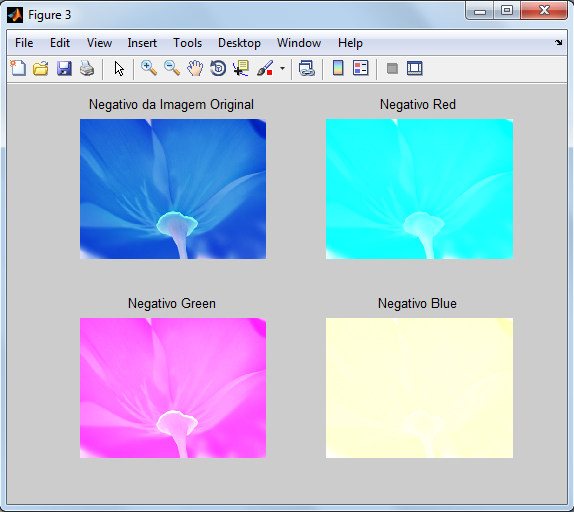 Figure 3
File Edit View Insert Tools Desktop Window Help
Negativo da Imagem Original Negativo Red
Negativo Green Negativo Blue